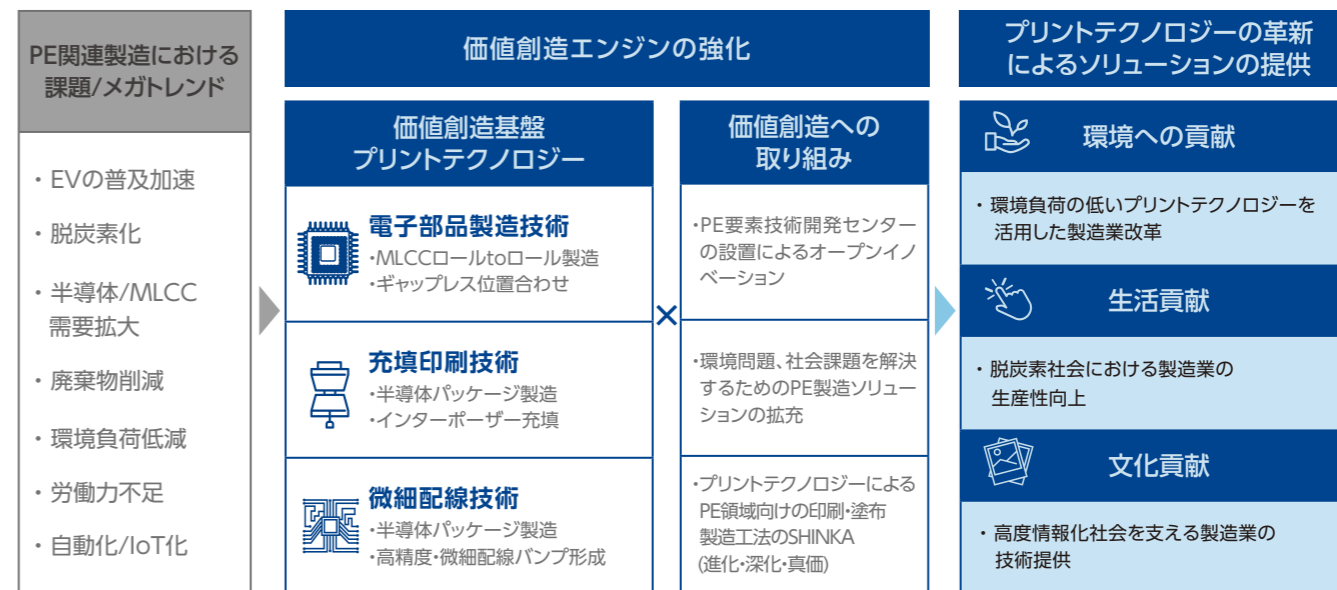 PE関連製造における
課題/メガトレンド
・EVの普及加速
・脱炭素化
・半導体/MLCC
需要拡大
・廃棄物削減
・環境負荷低減
・労働力不足
・自動化/IoT化
価値創造エンジンの強化
価値創造基盤
プリントテクノロジー
電子部品製造技術
・MLCCロールtoロール製造
・ギャップレス位置合わせ
充填印刷技術
・半導体パッケージ製造
・インターポーザー充填
微細配線技術
・半導体パッケージ製造
・高精度・微細配線バンプ形成
×
価値創造への
取り組み
・PE要素技術開発センター
の設置によるオープンイノ
ベーション
・環境問題、社会課題を解決
するためのPE製造ソリュー
ションの拡充
・プリントテクノロジーによる
PE領域向けの印刷・塗布
製造工法のSHINKA
(進化・深化・真価)
プリントテクノロジーの革新
によるソリューションの提供
環境への貢献
・環境負荷の低いプリントテクノロジーを
活用した製造業改革
生活貢献
・脱炭素社会における製造業の
生産性向上
文化貢献
・高度情報化社会を支える製造業の
技術提供